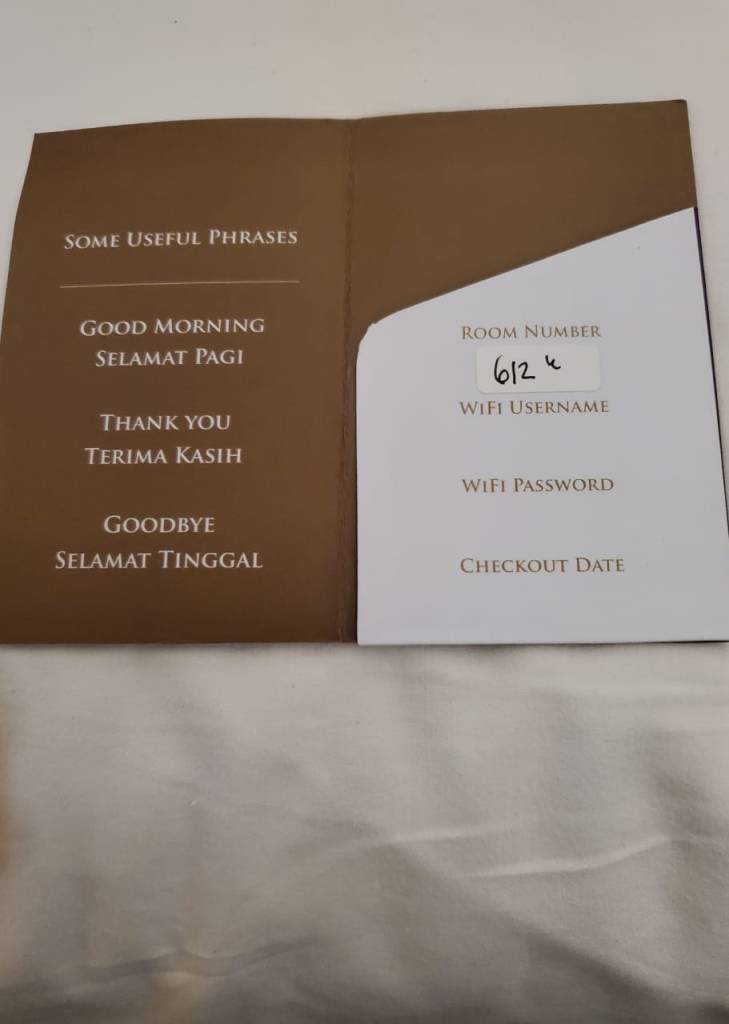 SOME USEFUL PHRASES
GOOD MORNING
SELAMAT PAGI
THANK YOU
TERIMA KASIH
GOODBYE
SELAMAT TINGGAL
ROOM NUMBER
612
WIFI USERNAME
WIFI PASSWORD
CHECKOUT DATE